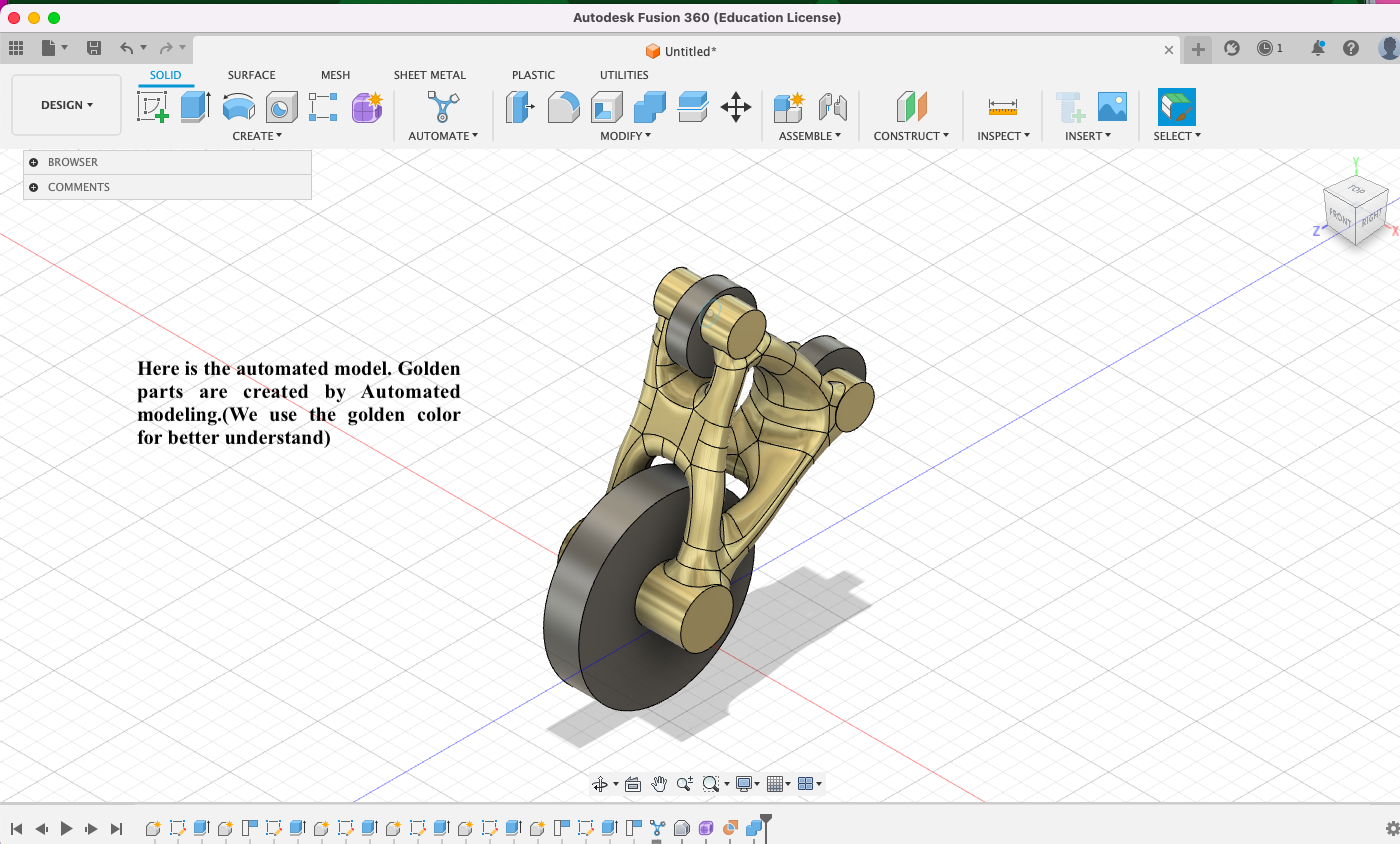 Autodesk Fusion 360 (Education License)
Untitled*
1
SOLID SURFACE MESH SHEET METAL PLASTIC UTILITIES
DESIGN
CREATE AUTOMATE MODIFY ASSEMBLE CONSTRUCT INSPECT INSERT SELECT
BROWSER
COMMENTS
Y
TOP
FRONT RIGHT
Z X
Here is the automated model. Golden
parts are created by Automated
modeling.(We use the golden color
for better understand)